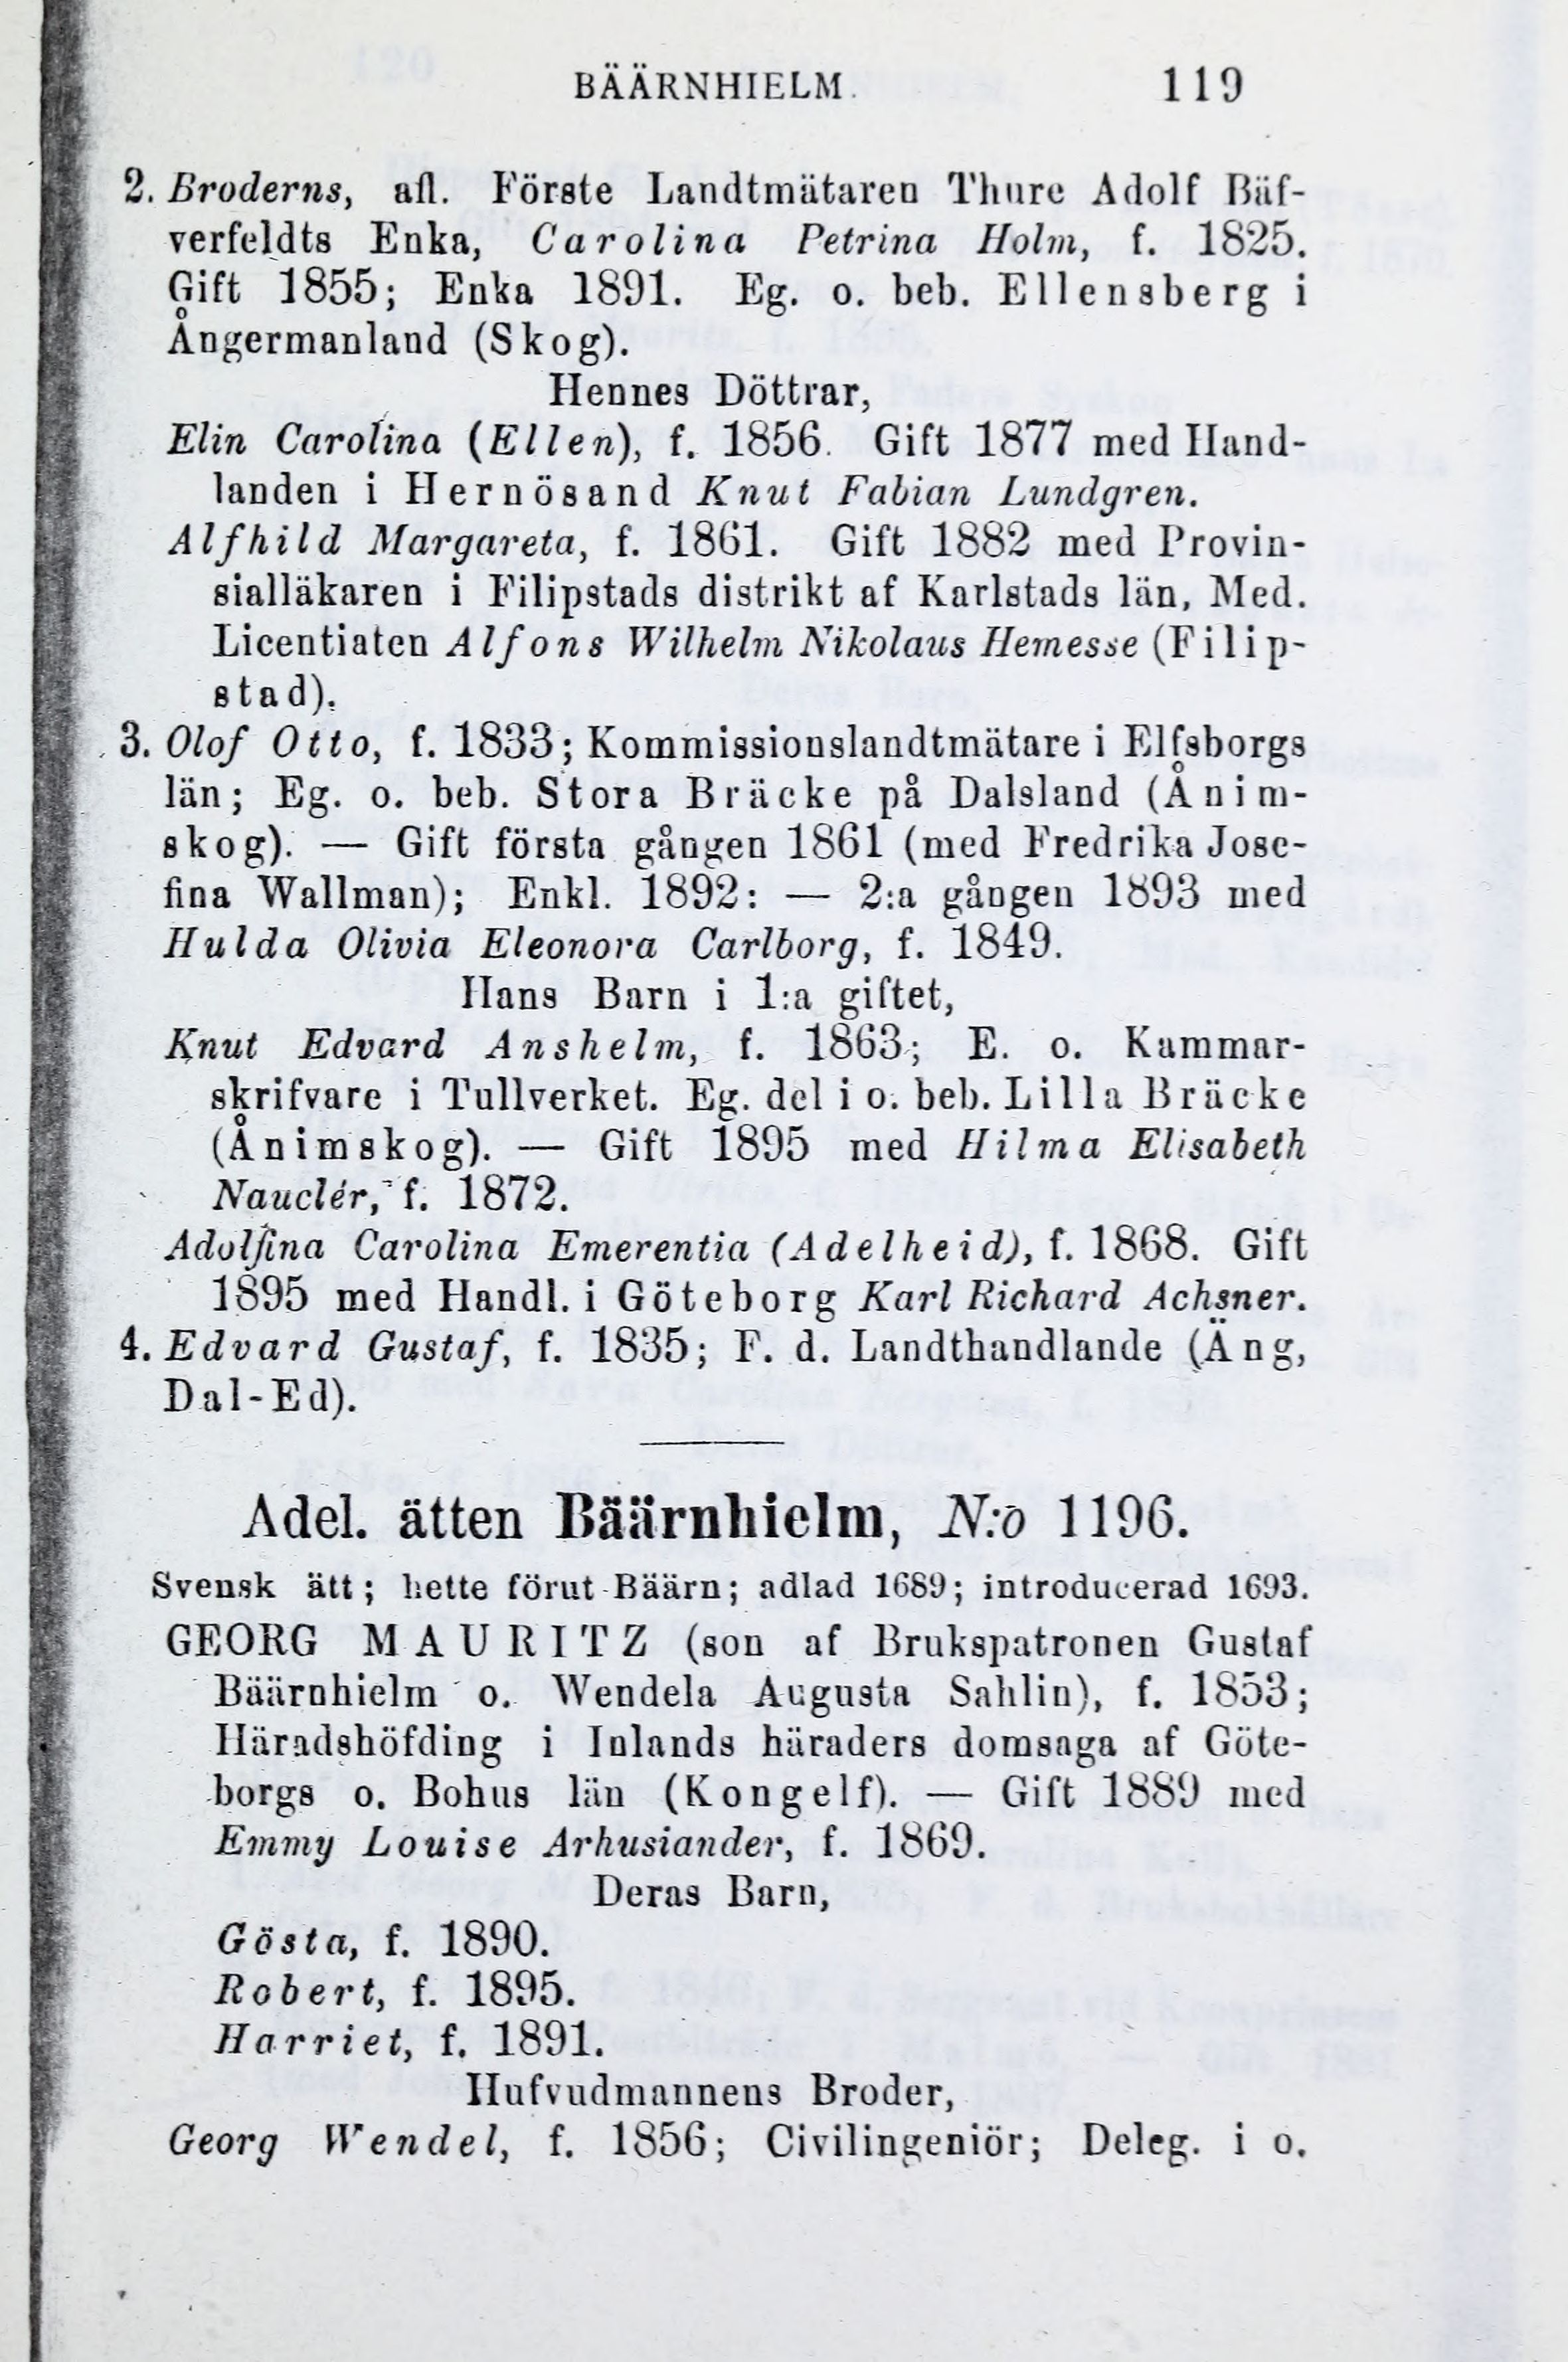 BÄÄRNHIELM. 119
2. Broderns, afl. Förste Landtmätaren Thure Adolf Bäf-
verfeldts Enka, Carolina Petrina Holm, f. 1825.
Gift 1855; Enka 1891. Eg. o. beb. Ellensberg i
Ångermanland (Skog).
Hennes Döttrar,
Elin Carolina (Ellen), f. 1856. Gift 1877 med Hand-
landen i Hernösand Knut Fabian Lundgren.
Alfhild Margareta, f. 1861. Gift 1882 med Provin-
sialläkaren i Filipstads distrikt af Karlstads län, Med.
Licentiaten Alfons Wilhelm Nikolaus Hemesse (Filip-
stad).
3. Olof Otto, f. 1833; Kommissionslandtmätare i Elfsborgs
län; Eg. o. beb. Stora Bräcke på Dalsland (Ånim-
skog). — Gift första gången 1861 (med Fredrika Jose-
fina Wallman); Enkl. 1892: — 2:a gången 1893 med
Hulda Olivia Eleonora Carlborg, f. 1849.
Hans Barn i 1:a giftet,
Knut Edvard Anshelm, f. 1863; E. o. Kammar-
skrifvare i Tullverket. Eg. del i o. beb. Lilla Bräcke
(Ånimskog). — Gift 1895 med Hilma Elisabeth
Nauclér, f. 1872.
Adolfina Carolina Emerentia (Adelheid), f. 1868. Gift
1895 med Handl. i Göteborg Karl Richard Achsner.
4. Edvard Gustaf, f. 1835; F. d. Landthandlande (Äng,
Dal-Ed).
Adel. ätten Bäärnhielm, N:o 1196.
Svensk ätt; hette förut Bäärn; adlad 1689; introducerad 1693.
GEORG MAURITZ (son af Brukspatronen Gustaf
Bäärnhielm o. Wendela Augusta Sahlin), f. 1853;
Häradshöfding i Inlands häraders domsaga af Göte-
borgs o. Bohus län (Kongelf). — Gift 1889 med
Emmy Louise Arhusiander, f. 1869.
Deras Barn,
Gösta, f. 1890.
Robert, f. 1895.
Harriet, f. 1891.
Hufvudmannens Broder,
Georg Wendel, f. 1856; Civilingeniör; Deleg. i o.